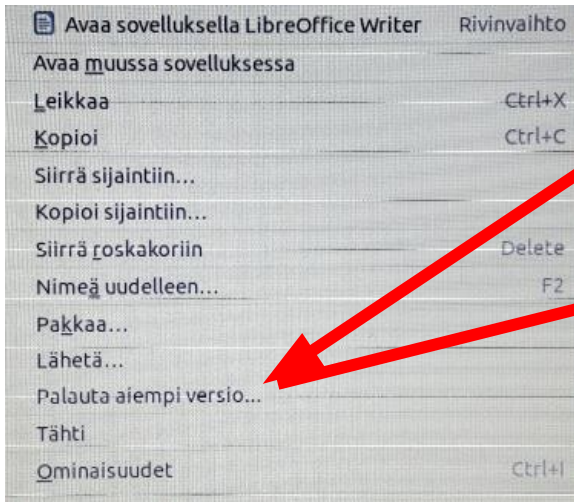 Avaa sovelluksella LibreOffice Writer Rivinvaihto
Avaa muussa sovelluksessa
Leikkaa Ctrl+X
Kopioi Ctrl+C
Siirrä sijaintiin...
Kopioi sijaintiin...
Siirrä roskakoriin Delete
Nimeä uudelleen... F2
Pakkaa...
Lähetä...
Palauta aiempi versio...
Tähti
Ominaisuudet Ctrl+I